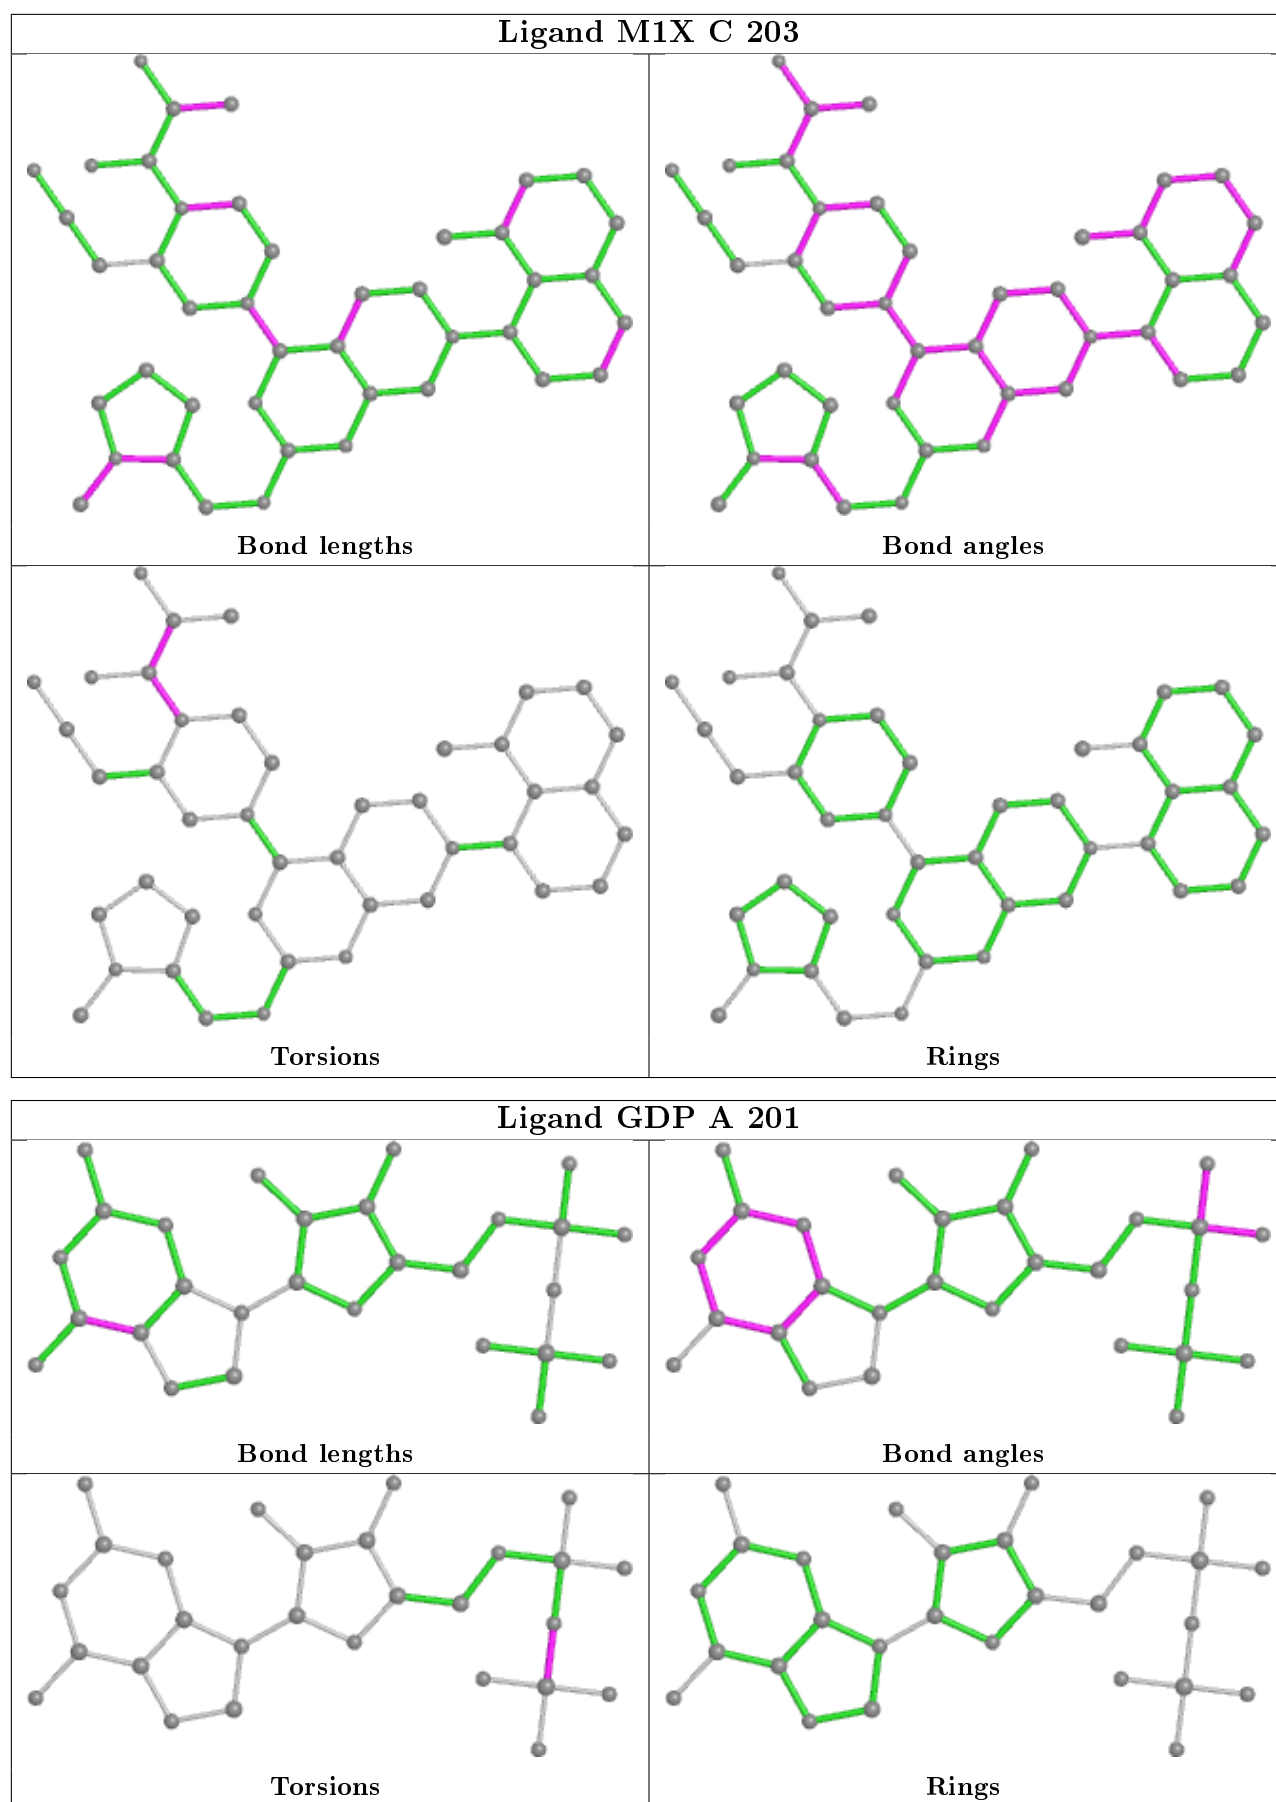 Ligand M1X C 203
Bond lengths
Bond angles
Torsions
Rings
Ligand GDP A 201
Bond lengths
Bond angles
Torsions
Rings